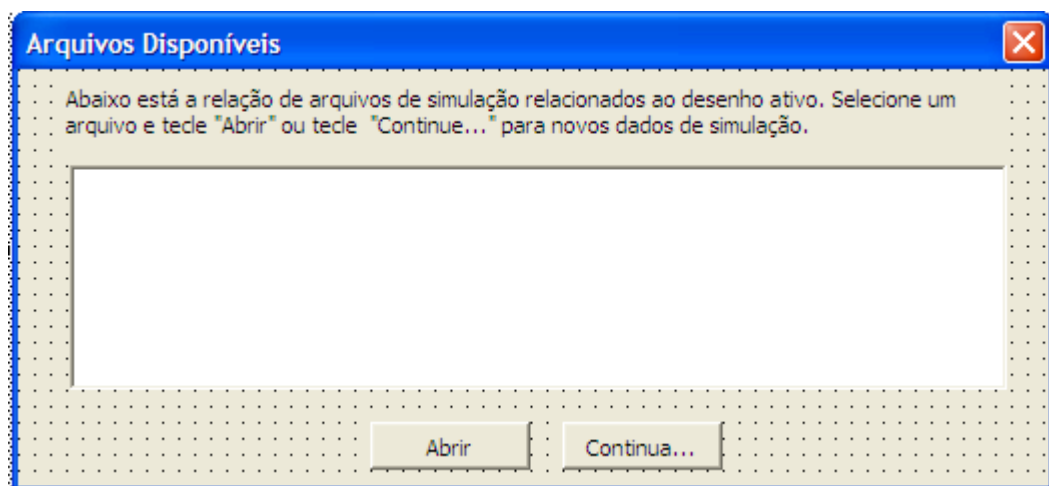 Arquivos Disponíveis
Abaixo está a relação de arquivos de simulação relacionados ao desenho ativo. Selecione um
arquivo e tecle "Abrir" ou tecle "Continue..." para novos dados de simulação.
Abrir
Continua...